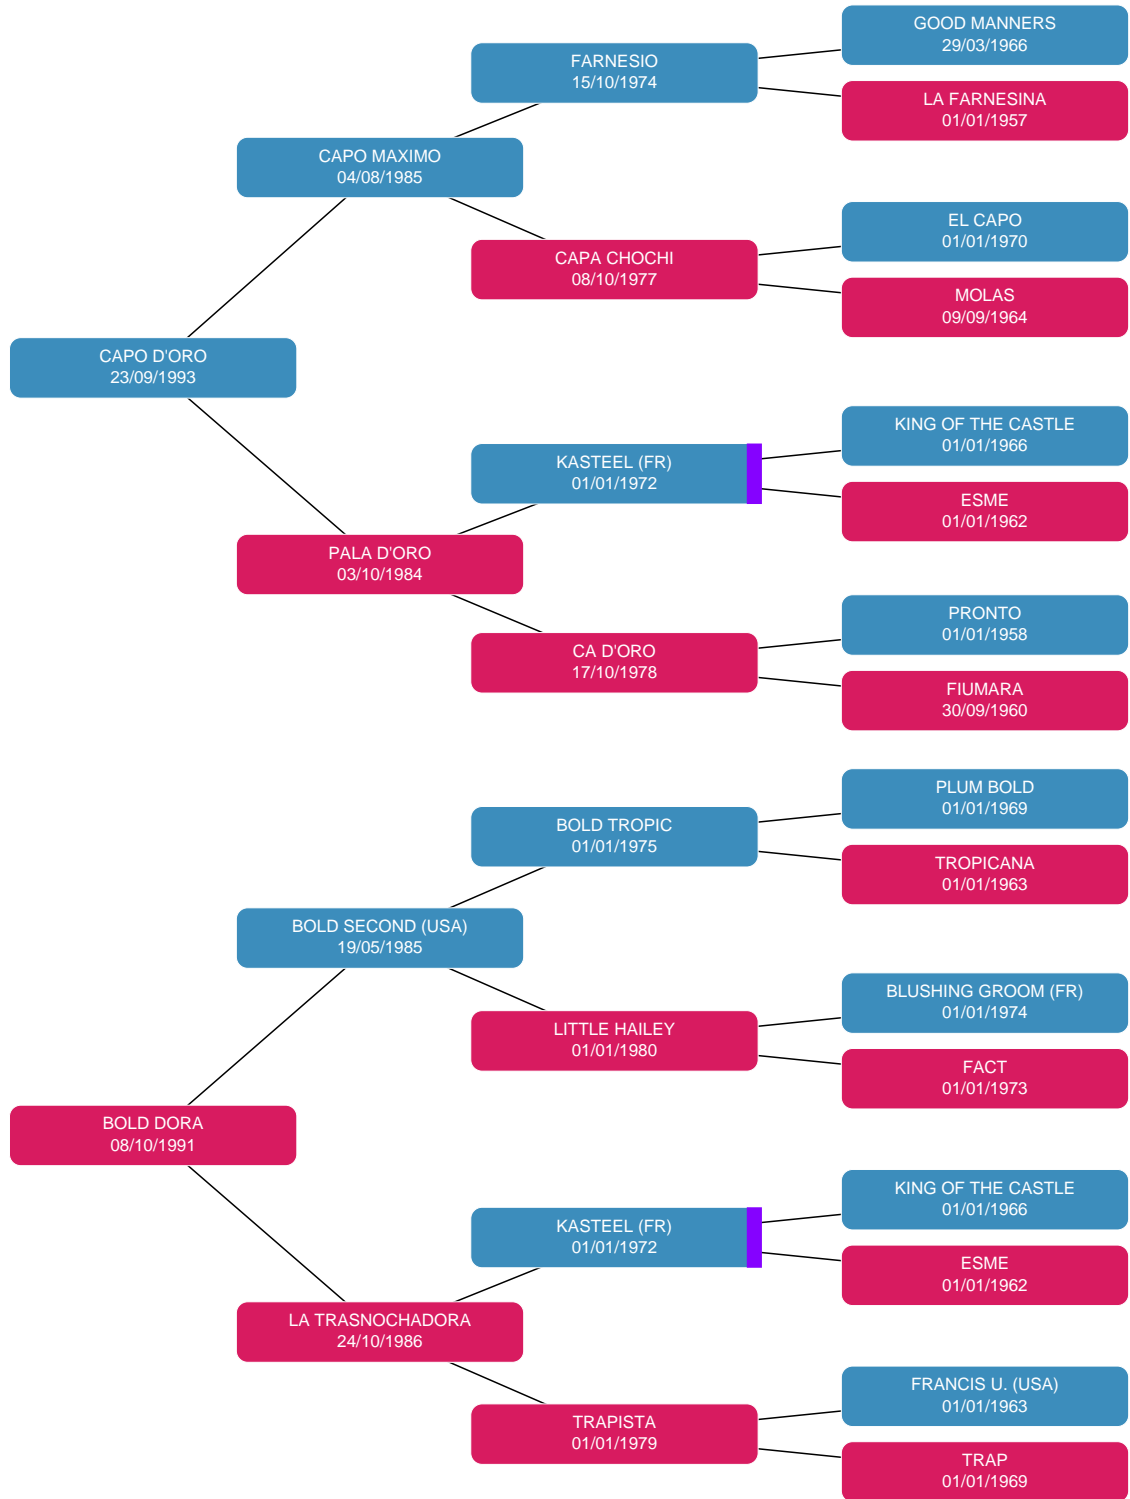 GOOD MANNERS
29/03/1966
FARNESIO
15/10/1974
LA FARNESINA
01/01/1957
CAPO MAXIMO
04/08/1985
EL CAPO
01/01/1970
CAPA CHOCHI
08/10/1977
MOLAS
09/09/1964
CAPO D'ORO
23/09/1993
KING OF THE CASTLE
01/01/1966
KASTEEL (FR)
01/01/1972
ESME
01/01/1962
PALA D'ORO
03/10/1984
PRONTO
01/01/1958
CA D'ORO
17/10/1978
FIUMARA
30/09/1960
PLUM BOLD
01/01/1969
BOLD TROPIC
01/01/1975
TROPICANA
01/01/1963
BOLD SECOND (USA)
19/05/1985
BLUSHING GROOM (FR)
01/01/1974
LITTLE HAILEY
01/01/1980
FACT
01/01/1973
BOLD DORA
08/10/1991
KING OF THE CASTLE
01/01/1966
KASTEEL (FR)
01/01/1972
ESME
01/01/1962
LA TRASNOCHADORA
24/10/1986
FRANCIS U. (USA)
01/01/1963
TRAPISTA
01/01/1979
TRAP
01/01/1969